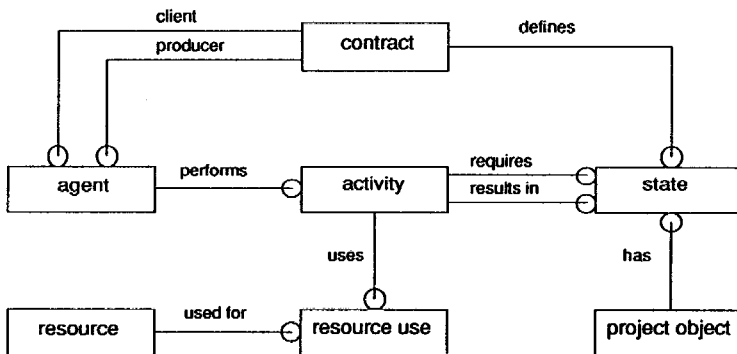 client
producer
contract
defines
agent
performs
activity
requires
results in
state
uses
has
resource
used for
resource use
project object